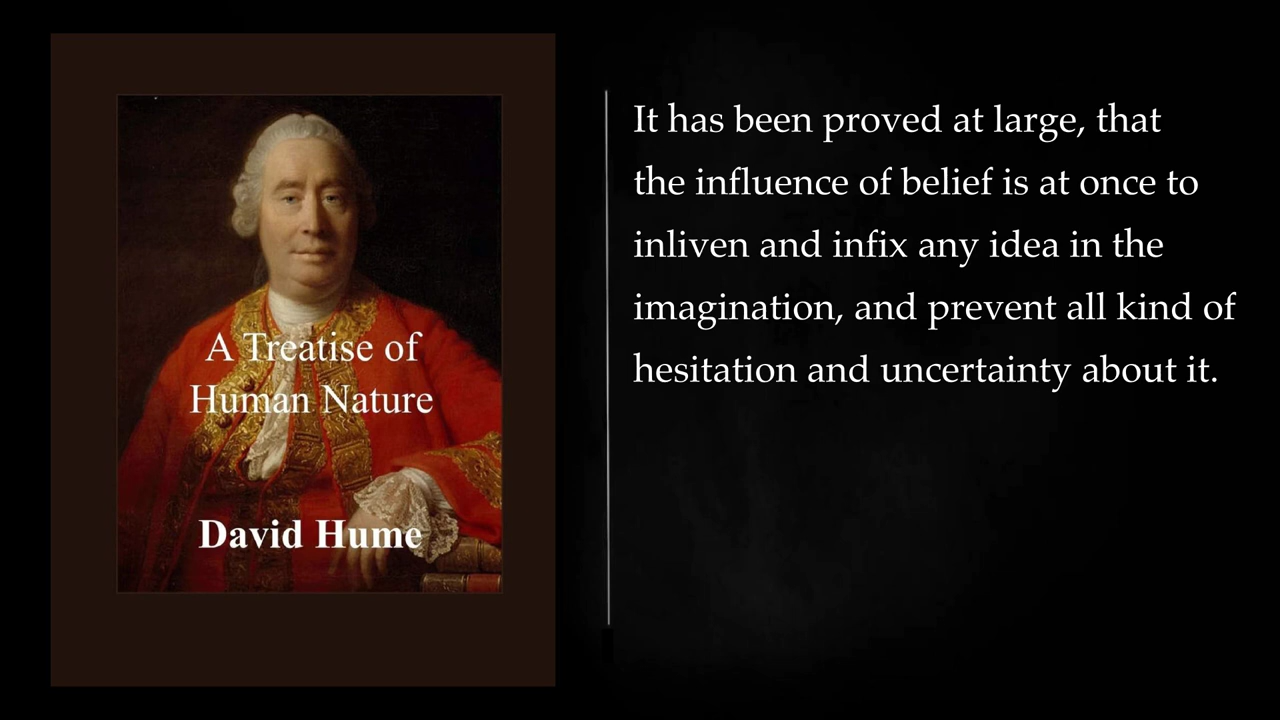 A Treatise of
Human Nature
David Hume
It has been proved at large, that
the influence of belief is at once to
inliven and infix any idea in the
imagination, and prevent all kind of
hesitation and uncertainty about it.